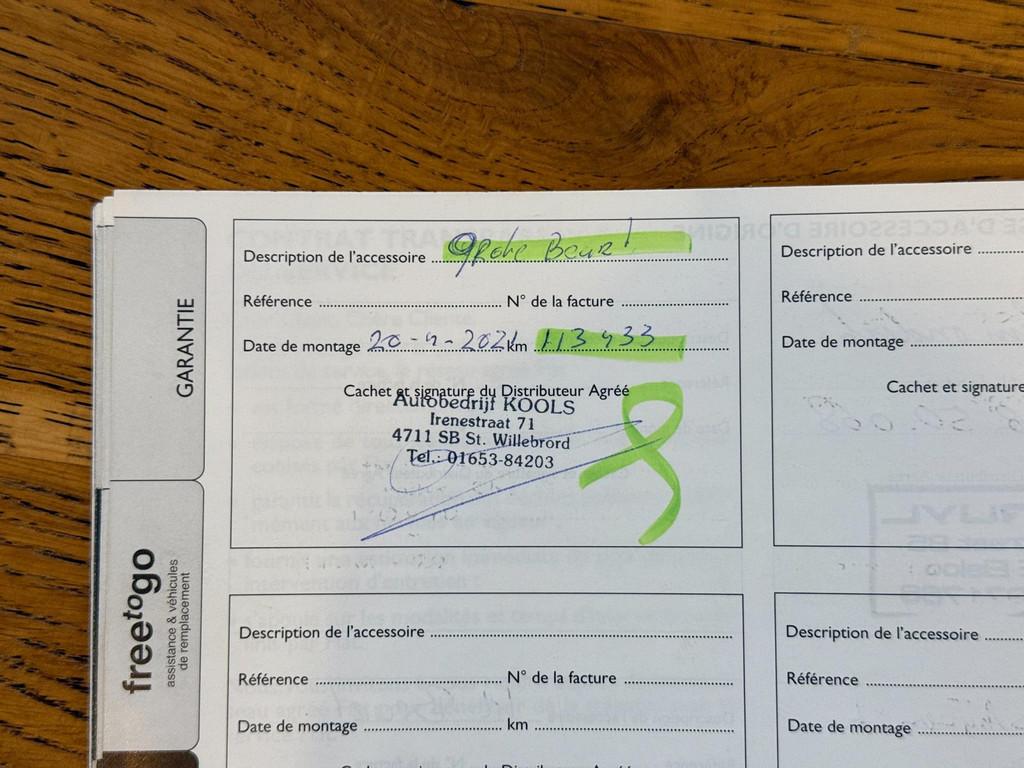 GARANTIE
freetogo
assistance & véhicules
de remplacement
Description de l'accessoire Grote Beurt!
Référence N° de la facture
Date de montage 20-4-2021 km 113 433
Cachet et signature du Distributeur Agréé
Autobedrijf KOOLS
Irenestraat 71
4711 SB St. Willebrord
Tel.: 01653-84203
Description de l'accessoire
Référence
Date de montage
Cachet et signature
Description de l'accessoire
Référence N° de la facture
Date de montage km
Description de l'accessoire
Référence
Date de montage